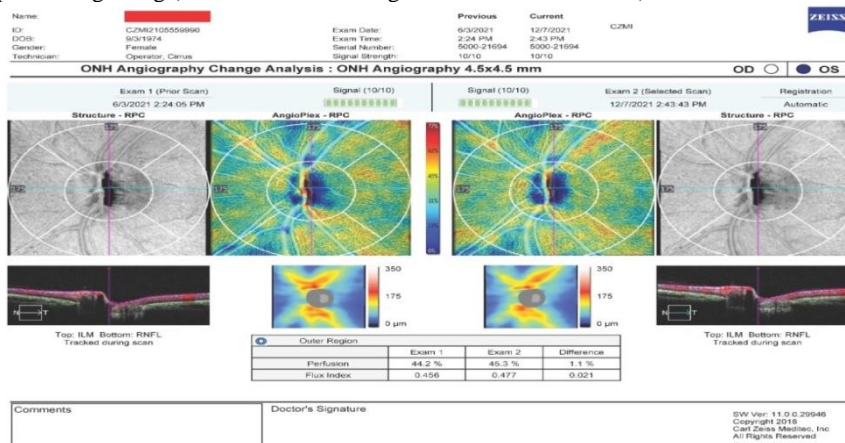 Name:
Previous Current
ZEISS
ID: CZMI2105559990 Exam Date: 6/3/2021 12/7/2021 CZMI
DOB: 9/3/1974 Exam Time: 2:24 PM 2:43 PM
Gender: Female Serial Number: 5000-21694 5000-21694
Technician: Operator, Cirrus Signal Strength: 10/10 10/10
ONH Angiography Change Analysis : ONH Angiography 4.5x4.5 mm OD OS
Exam 1 (Prior Scan) Signal (10/10) Signal (10/10) Exam 2 (Selected Scan) Registration
6/3/2021 2:24:05 PM 12/7/2021 2:43:43 PM Automatic
Structure - RPC AngioPlex - RPC AngioPlex - RPC Structure - RPC
175 175 175 175
175 175 175 175
350 350
175 175
0 µm 0 µm
N T N T
Top: ILM Bottom: RNFL Top: ILM Bottom: RNFL
Tracked during scan Tracked during scan
Outer Region
Exam 1 Exam 2 Difference
Perfusion 44.2 % 45.3 % 1.1 %
Flux Index 0.456 0.477 0.021
Comments Doctor's Signature
SW Ver: 11.0.0.29946
Copyright 2018
Carl Zeiss Meditec, Inc
All Rights Reserved